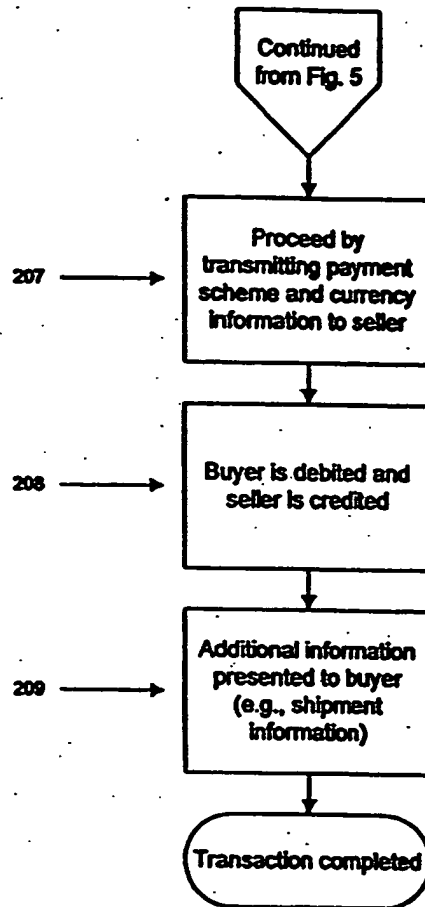 Continued
from Fig. 5
Proceed by
transmitting payment
scheme and currency
information to seller
207
Buyer is debited and
seller is credited
208
Additional information
presented to buyer
(e.g., shipment
information)
209
Transaction completed